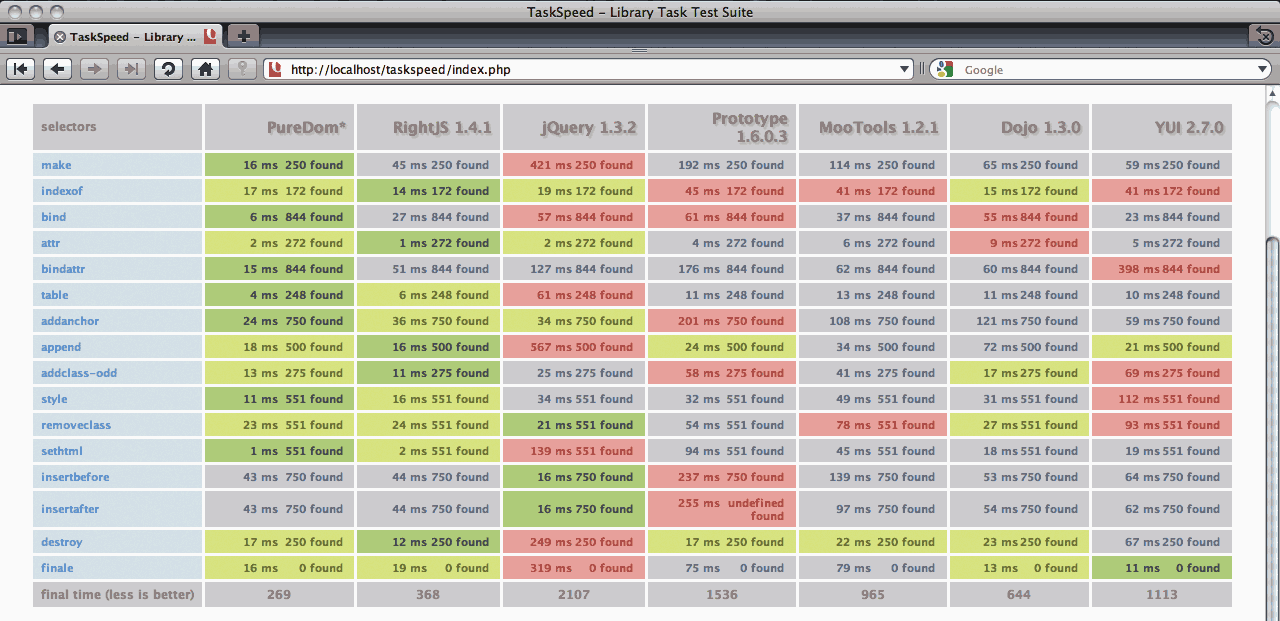 TaskSpeed – Library Task Test Suite
TaskSpeed – Library ...
http://localhost/taskspeed/index.php
Google
selectors PureDom* RightJS 1.4.1 jQuery 1.3.2 Prototype 1.6.0.3 MooTools 1.2.1 Dojo 1.3.0 YUI 2.7.0
make 16 ms 250 found 45 ms 250 found 421 ms 250 found 192 ms 250 found 114 ms 250 found 65 ms 250 found 59 ms 250 found
indexof 17 ms 172 found 14 ms 172 found 19 ms 172 found 45 ms 172 found 41 ms 172 found 15 ms 172 found 41 ms 172 found
bind 6 ms 844 found 27 ms 844 found 57 ms 844 found 61 ms 844 found 37 ms 844 found 55 ms 844 found 23 ms 844 found
attr 2 ms 272 found 1 ms 272 found 2 ms 272 found 4 ms 272 found 6 ms 272 found 9 ms 272 found 5 ms 272 found
bindattr 15 ms 844 found 51 ms 844 found 127 ms 844 found 176 ms 844 found 62 ms 844 found 60 ms 844 found 398 ms 844 found
table 4 ms 248 found 6 ms 248 found 61 ms 248 found 11 ms 248 found 13 ms 248 found 11 ms 248 found 10 ms 248 found
addanchor 24 ms 750 found 36 ms 750 found 34 ms 750 found 201 ms 750 found 108 ms 750 found 121 ms 750 found 59 ms 750 found
append 18 ms 500 found 16 ms 500 found 567 ms 500 found 24 ms 500 found 34 ms 500 found 72 ms 500 found 21 ms 500 found
addclass-odd 13 ms 275 found 11 ms 275 found 25 ms 275 found 58 ms 275 found 41 ms 275 found 17 ms 275 found 69 ms 275 found
style 11 ms 551 found 16 ms 551 found 34 ms 551 found 32 ms 551 found 49 ms 551 found 31 ms 551 found 112 ms 551 found
removeclass 23 ms 551 found 24 ms 551 found 21 ms 551 found 54 ms 551 found 78 ms 551 found 27 ms 551 found 93 ms 551 found
sethtml 1 ms 551 found 2 ms 551 found 139 ms 551 found 94 ms 551 found 45 ms 551 found 18 ms 551 found 19 ms 551 found
insertbefore 43 ms 750 found 44 ms 750 found 16 ms 750 found 237 ms 750 found 139 ms 750 found 53 ms 750 found 64 ms 750 found
insertafter 43 ms 750 found 44 ms 750 found 16 ms 750 found 255 ms undefined found 97 ms 750 found 54 ms 750 found 62 ms 750 found
destroy 17 ms 250 found 12 ms 250 found 249 ms 250 found 17 ms 250 found 22 ms 250 found 23 ms 250 found 67 ms 250 found
finale 16 ms 0 found 19 ms 0 found 319 ms 0 found 75 ms 0 found 79 ms 0 found 13 ms 0 found 11 ms 0 found
final time (less is better) 269 368 2107 1536 965 644 1113